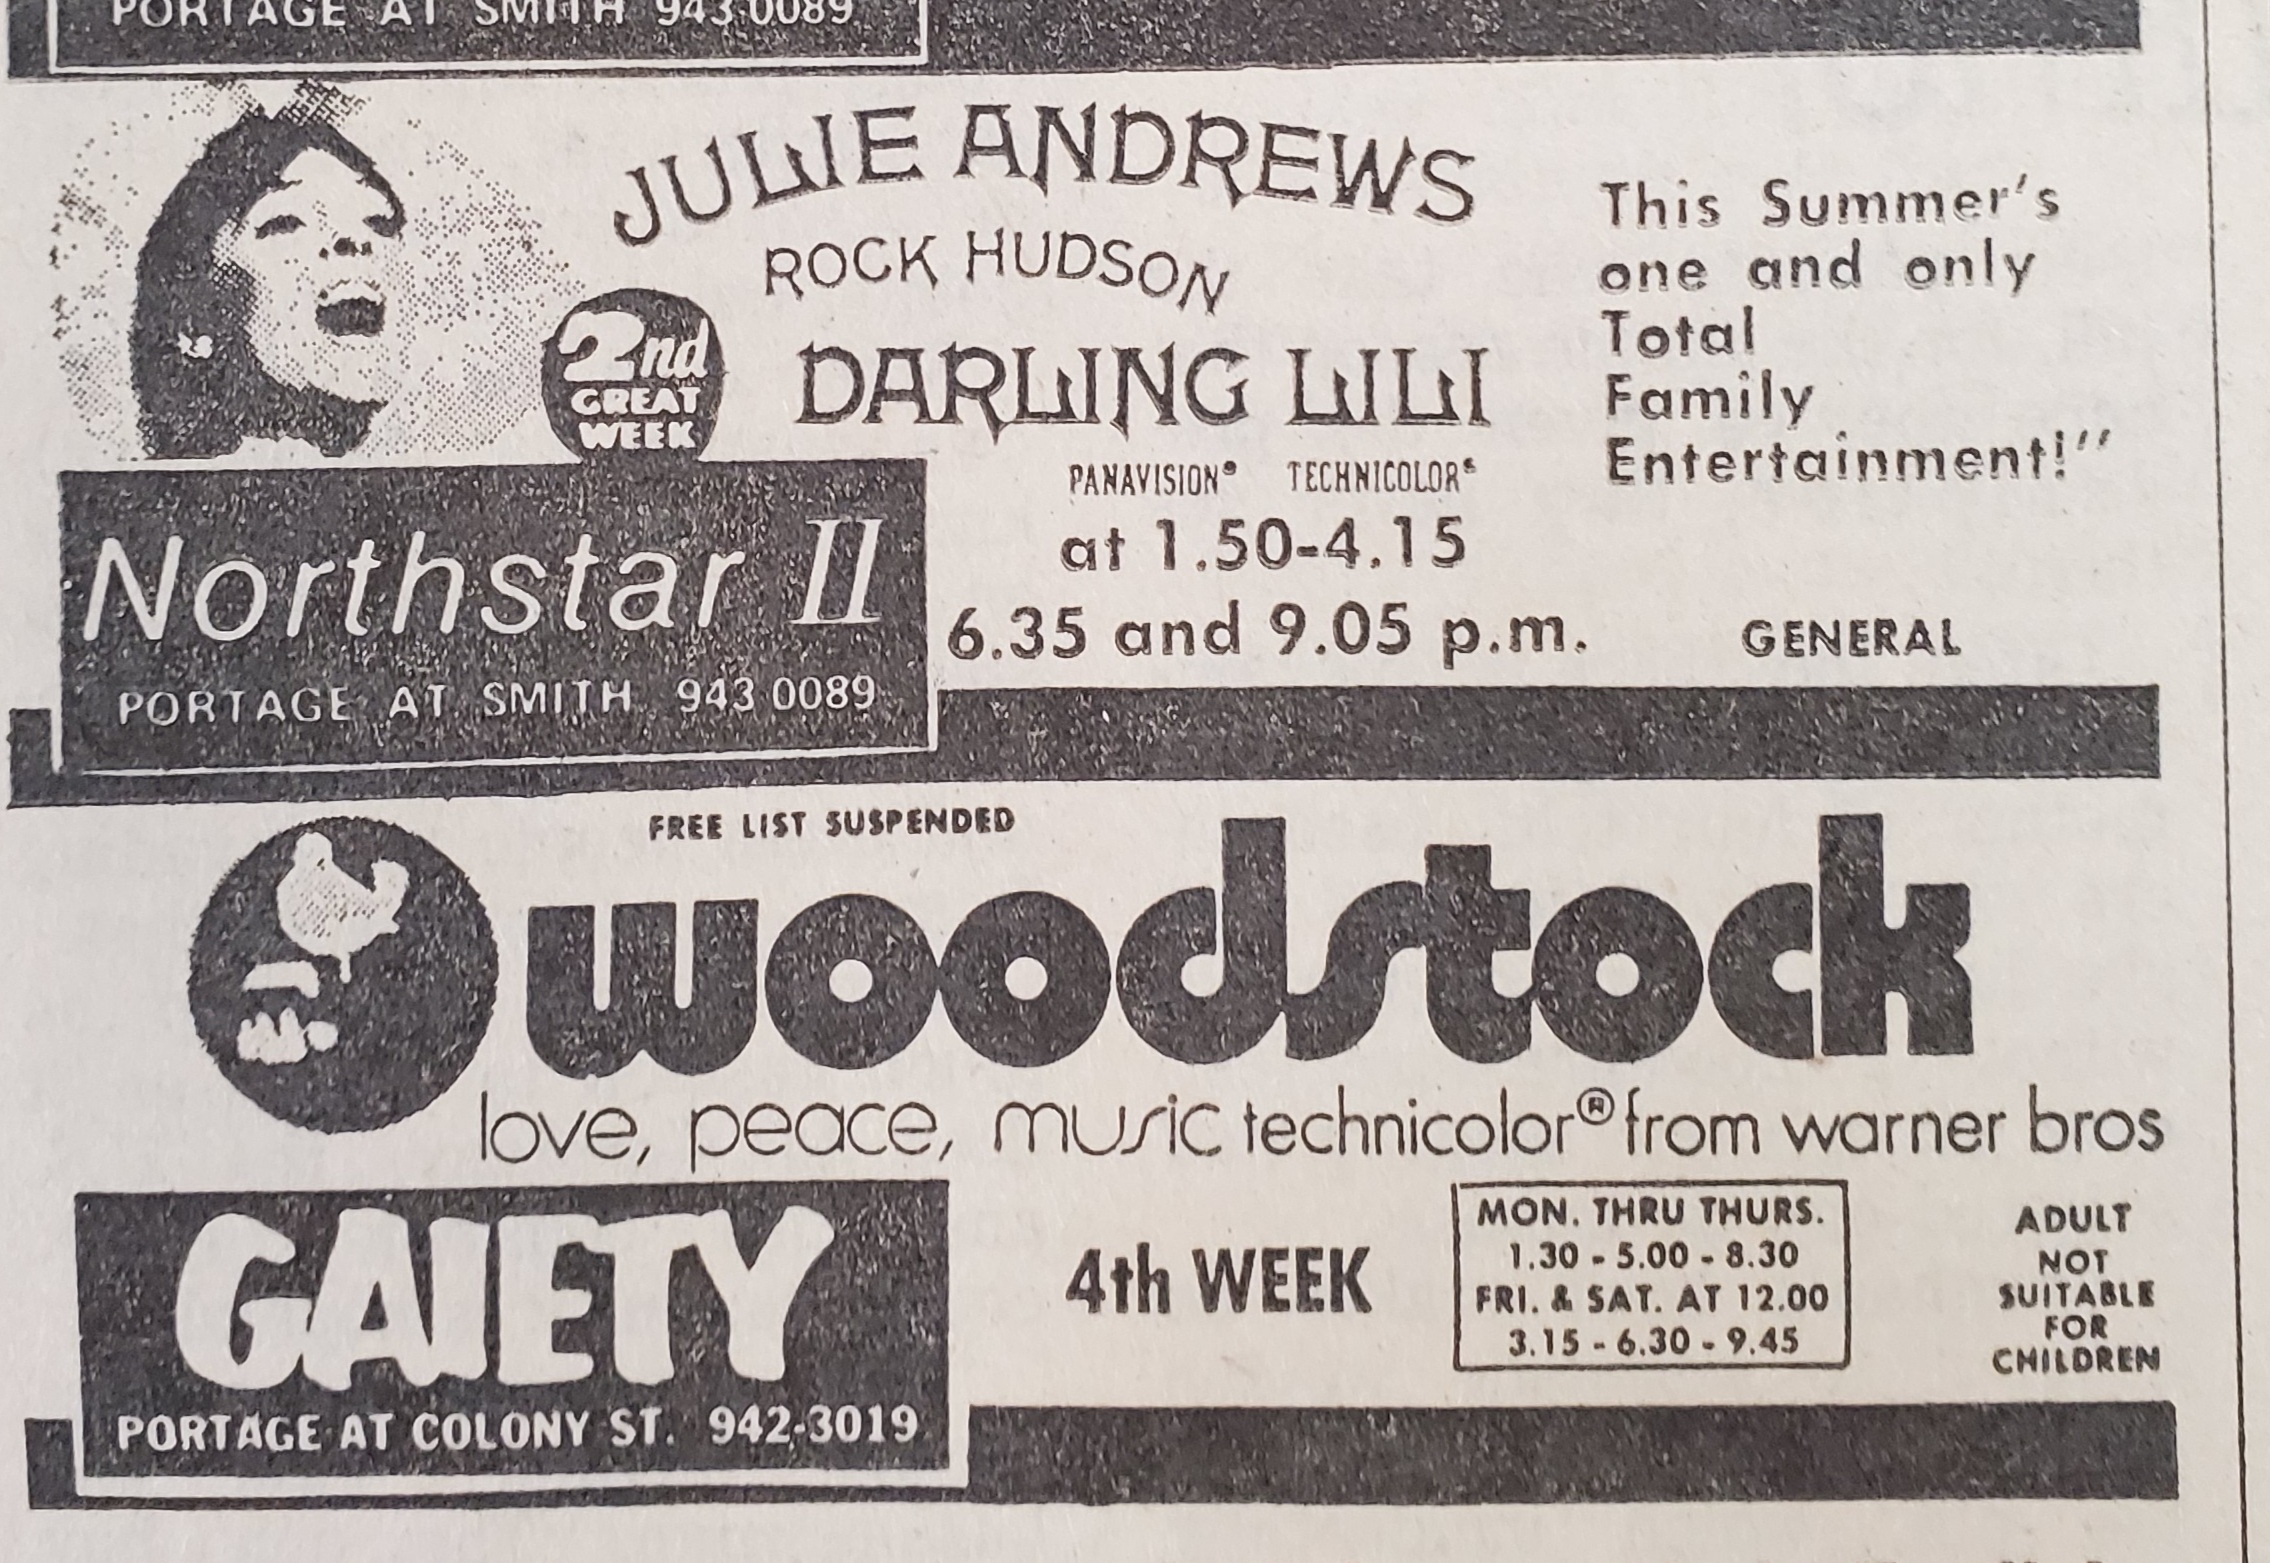 PORTAGE AT SMITH 943-0089
JULIE ANDREWS
ROCK HUDSON
2nd
GREAT
WEEK
DARLING LILI
PANAVISION® TECHNICOLOR®
at 1.50-4.15
6.35 and 9.05 p.m.
This Summer's
one and only
Total
Family
Entertainment!"
GENERAL
Northstar II
PORTAGE AT SMITH 943 0089
FREE LIST SUSPENDED
woodstock
love, peace, music technicolor® from warner bros
GAIETY
PORTAGE AT COLONY ST. 942-3019
4th WEEK
MON. THRU THURS.
1.30 - 5.00 - 8.30
FRI. & SAT. AT 12.00
3.15 - 6.30 - 9.45
ADULT
NOT
SUITABLE
FOR
CHILDREN